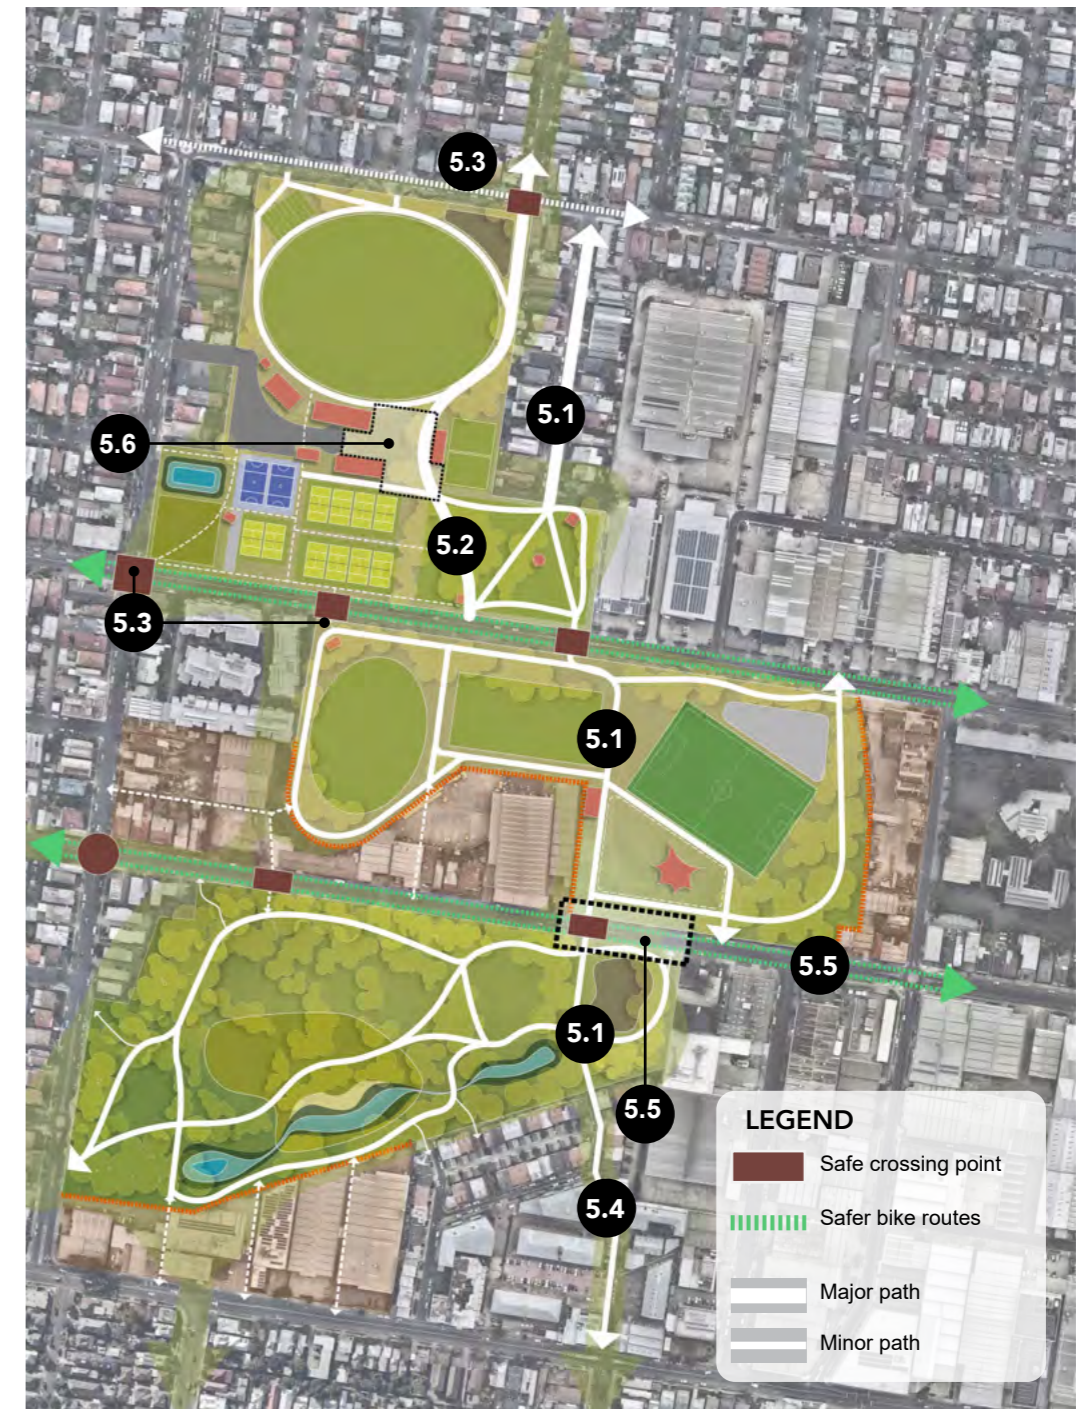 5.3
5.1
5.6
5.2
5.3
5.1
5.5
5.1
5.5
5.4
LEGEND
Safe crossing point
Safer bike routes
Major path
Minor path